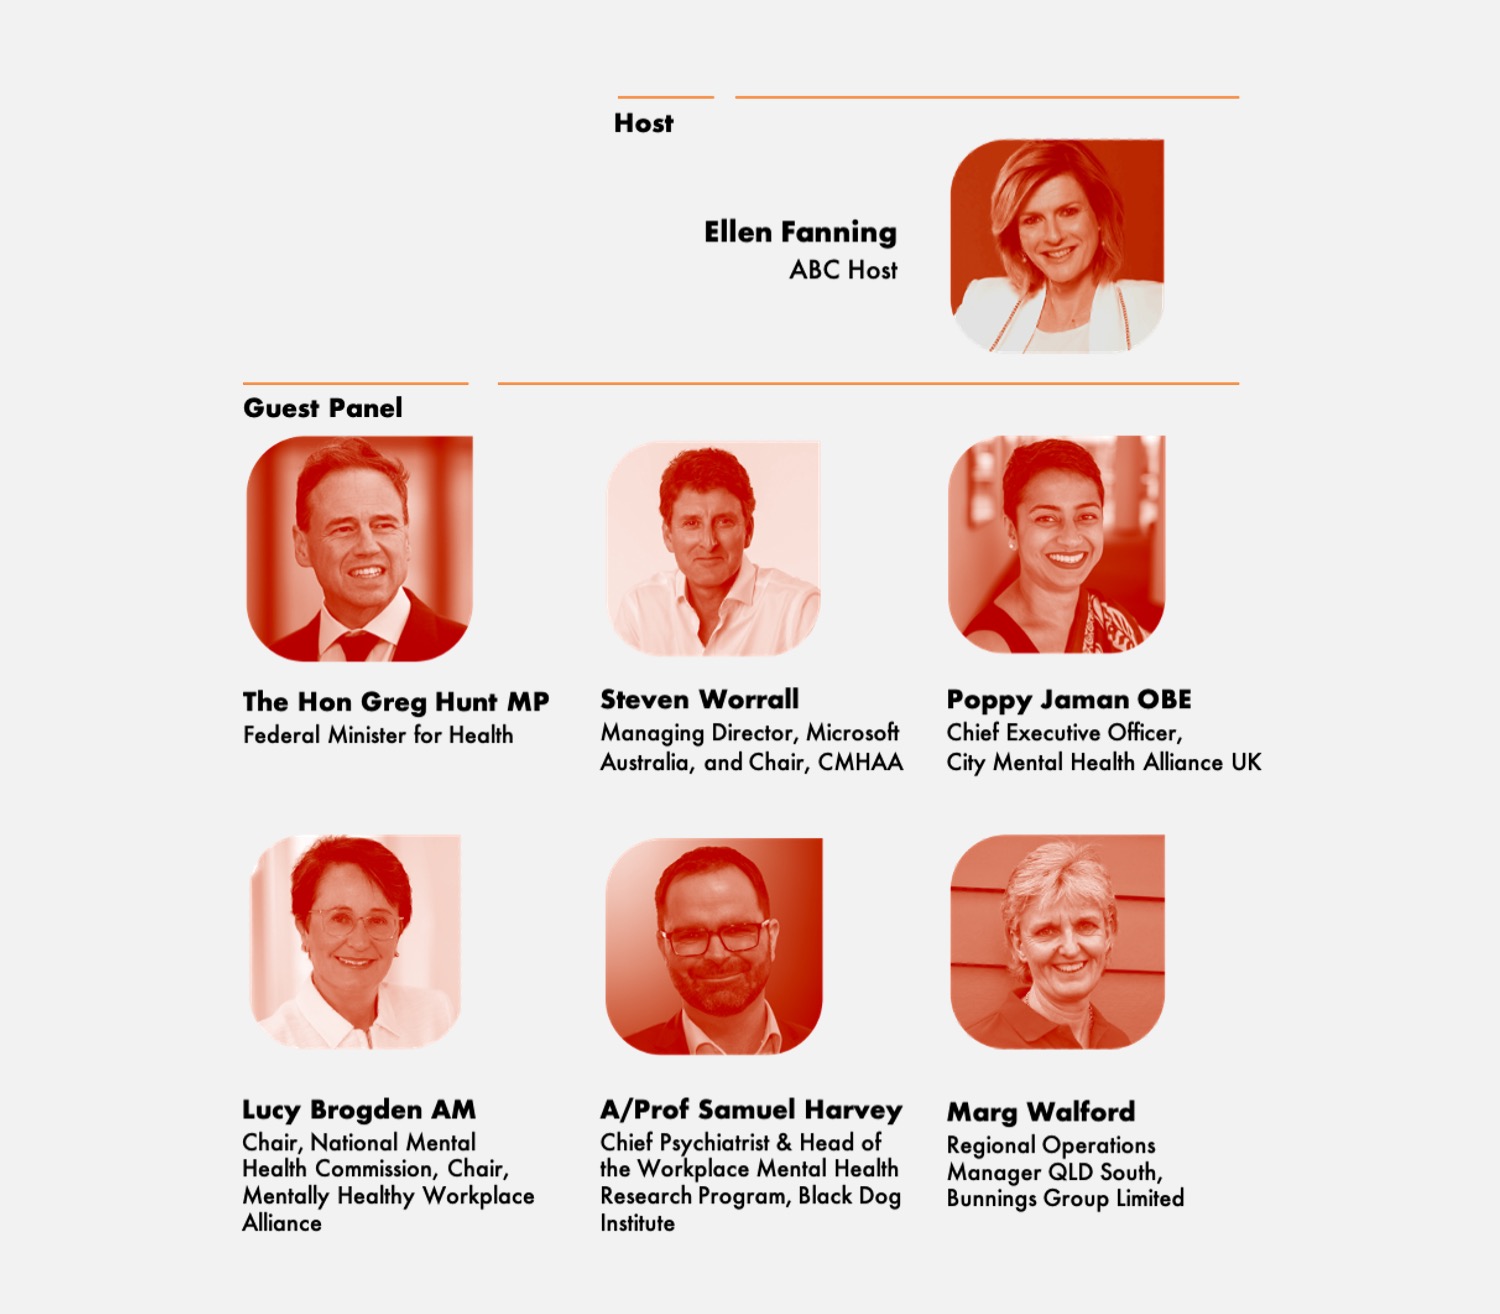 Host
Ellen Fanning
ABC Host
Guest Panel
The Hon Greg Hunt MP
Federal Minister for Health
Steven Worrall
Managing Director, Microsoft
Australia, and Chair, CMHAA
Poppy Jaman OBE
Chief Executive Officer,
City Mental Health Alliance UK
Lucy Brogden AM
Chair, National Mental
Health Commission, Chair,
Mentally Healthy Workplace
Alliance
A/Prof Samuel Harvey
Chief Psychiatrist & Head of
the Workplace Mental Health
Research Program, Black Dog
Institute
Marg Walford
Regional Operations
Manager QLD South,
Bunnings Group Limited